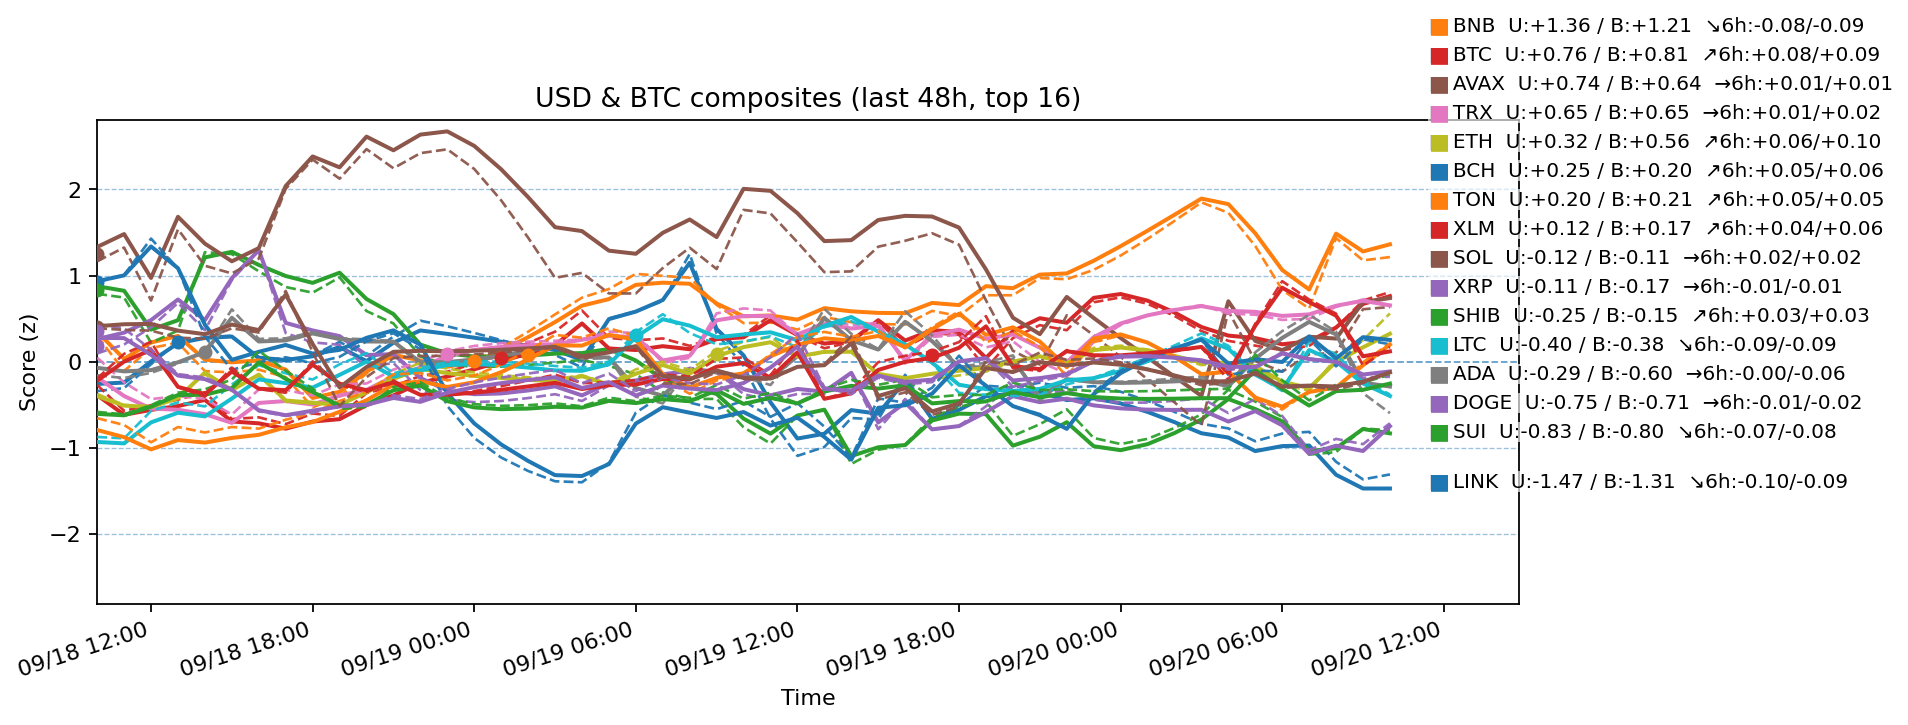 USD & BTC composites (last 48h, top 16)
BNB  U:+1.36 / B:+1.21  ↘6h:-0.08/-0.09
BTC  U:+0.76 / B:+0.81  ↗6h:+0.08/+0.09
AVAX  U:+0.74 / B:+0.64  →6h:+0.01/+0.01
TRX  U:+0.65 / B:+0.65  →6h:+0.01/+0.02
ETH  U:+0.32 / B:+0.56  ↗6h:+0.06/+0.10
BCH  U:+0.25 / B:+0.20  ↗6h:+0.05/+0.06
TON  U:+0.20 / B:+0.21  ↗6h:+0.05/+0.05
XLM  U:+0.12 / B:+0.17  ↗6h:+0.04/+0.06
SOL  U:-0.12 / B:-0.11  →6h:+0.02/+0.02
XRP  U:-0.11 / B:-0.17  →6h:-0.01/-0.01
SHIB  U:-0.25 / B:-0.15  ↗6h:+0.03/+0.03
LTC  U:-0.40 / B:-0.38  ↘6h:-0.09/-0.09
ADA  U:-0.29 / B:-0.60  →6h:-0.00/-0.06
DOGE  U:-0.75 / B:-0.71  →6h:-0.01/-0.02
SUI  U:-0.83 / B:-0.80  ↘6h:-0.07/-0.08
LINK  U:-1.47 / B:-1.31  ↘6h:-0.10/-0.09
Score (z)
2
1
0
−1
−2
09/18 12:00
09/18 18:00
09/19 00:00
09/19 06:00
09/19 12:00
09/19 18:00
09/20 00:00
09/20 06:00
09/20 12:00
Time